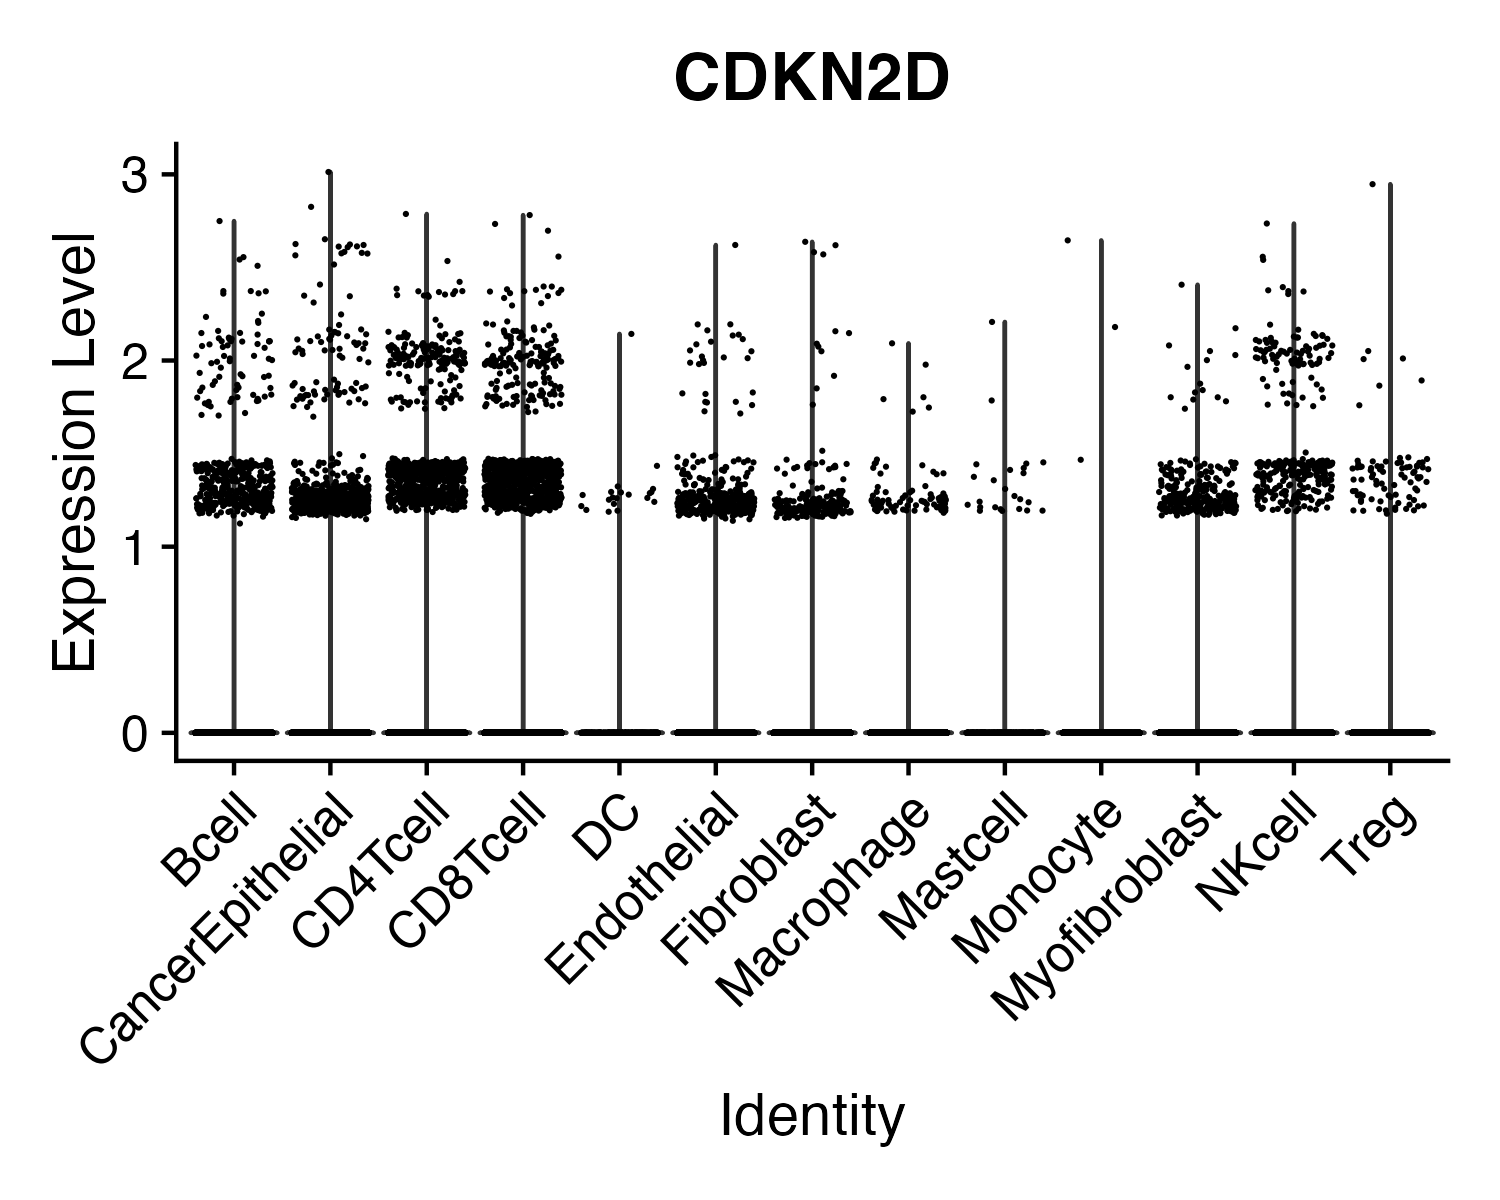 CDKN2D
Expression Level
3
2
1
0
Bcell
CancerEpithelial
CD4Tcell
CD8Tcell
DC
Endothelial
Fibroblast
Macrophage
Mastcell
Monocyte
Myofibroblast
NKcell
Treg
Identity